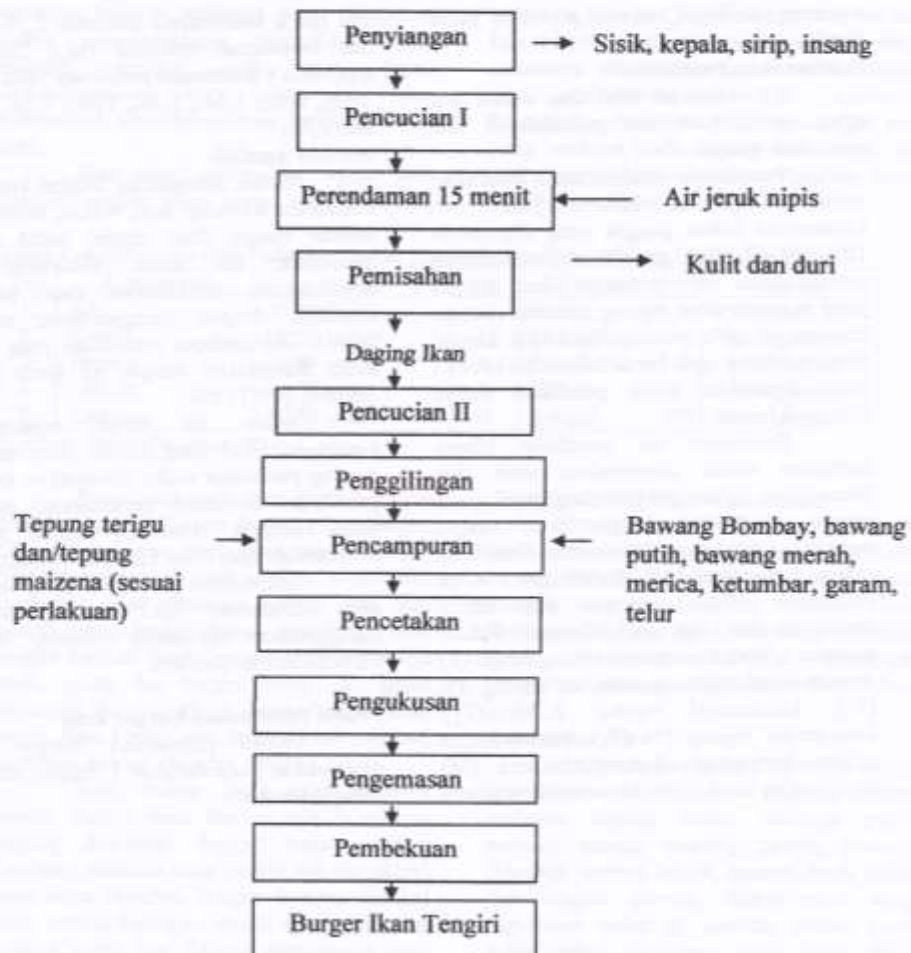 Penyiangan
Sisik, kepala, sirip, insang
Pencucian I
Perendaman 15 menit
Air jeruk nipis
Pemisahan
Kulit dan duri
Daging Ikan
Pencucian II
Penggilingan
Tepung terigu
dan/tepung
maizena (sesuai
perlakuan)
Pencampuran
Bawang Bombay, bawang
putih, bawang merah,
merica, ketumbar, garam,
telur
Pencetakan
Pengukusan
Pengemasan
Pembekuan
Burger Ikan Tengiri